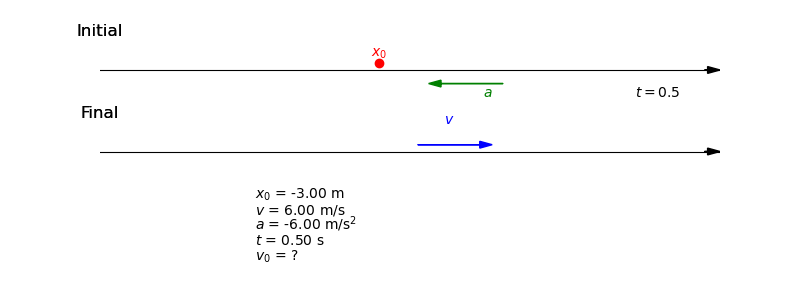 Initial
x₀
a
t = 0.5
Final
v
x₀ = -3.00 m
v = 6.00 m/s
a = -6.00 m/s²
t = 0.50 s
v₀ = ?